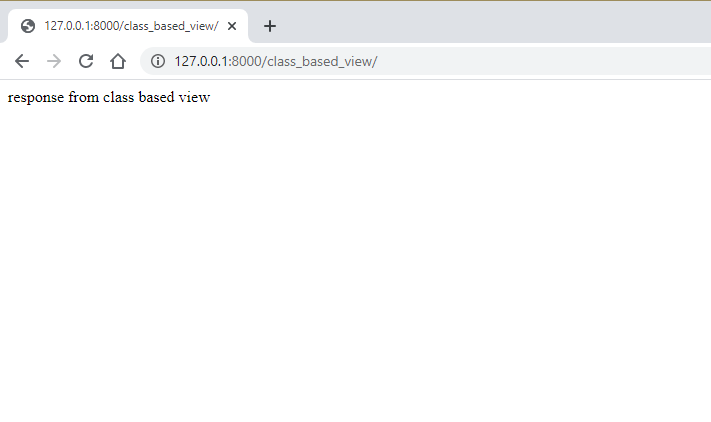 127.0.0.1:8000/class_based_view/
127.0.0.1:8000/class_based_view/
response from class based view